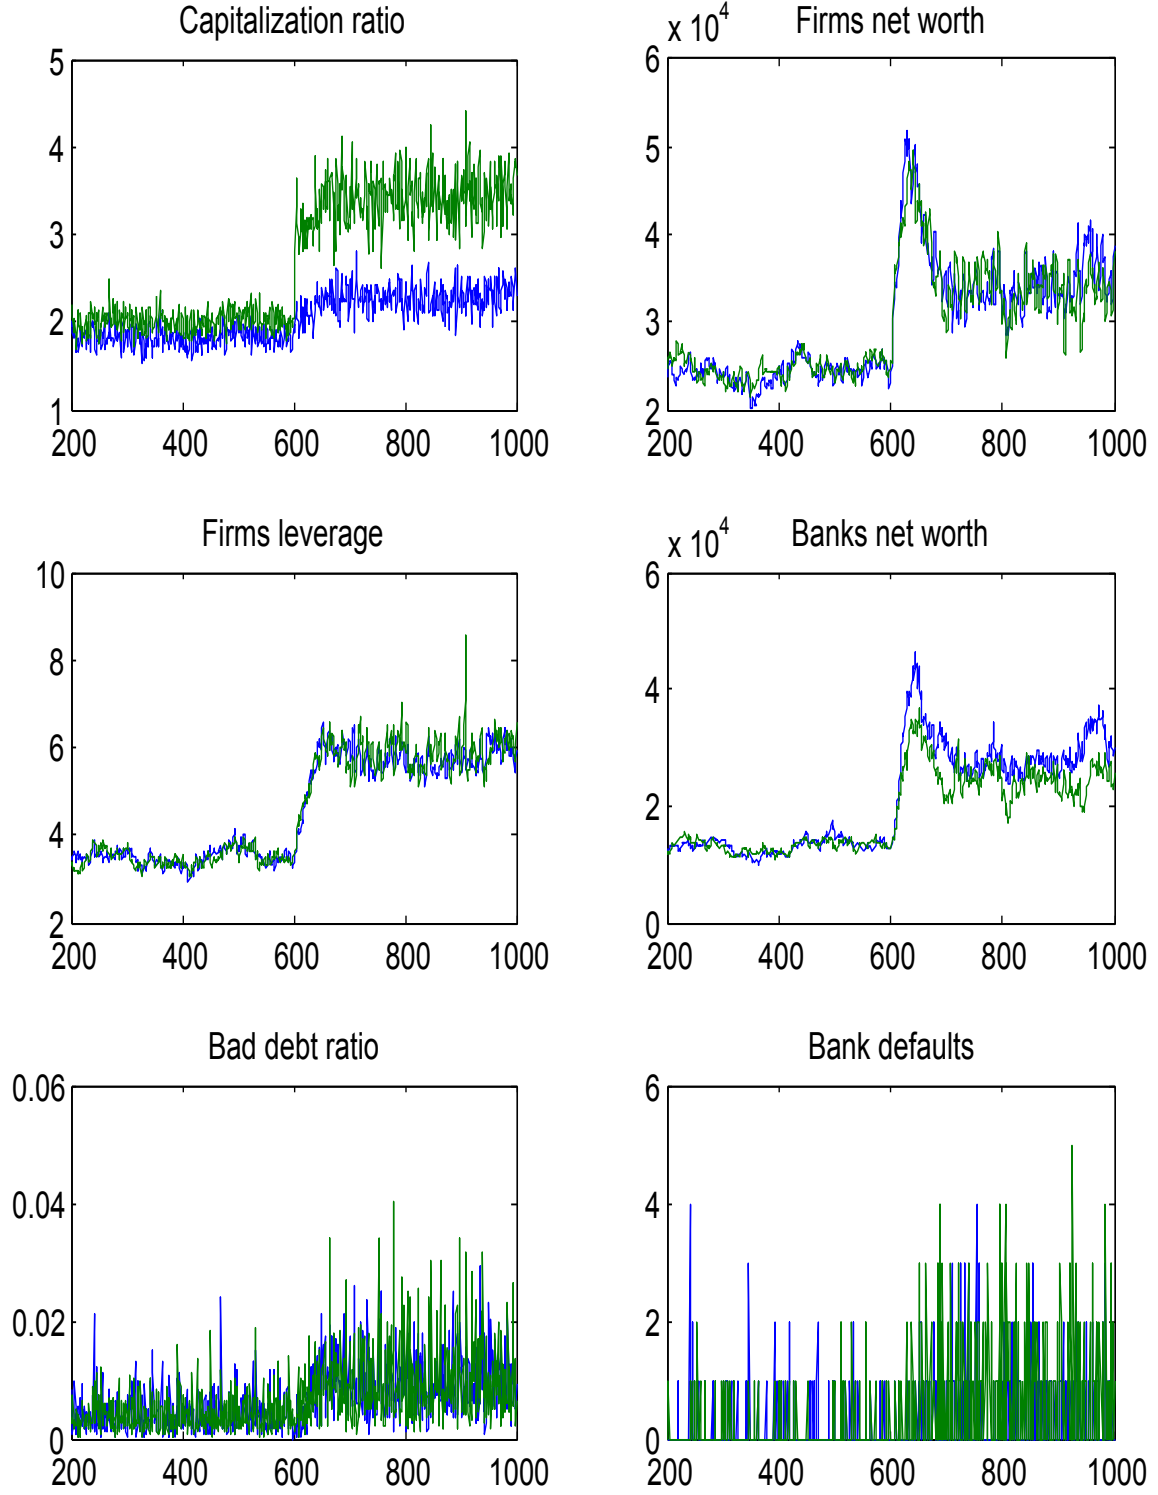 Capitalization ratio
5
4
3
2
1
200 400 600 800 1000
Firms net worth
x 10^4
6
5
4
3
2
200 400 600 800 1000
Firms leverage
10
8
6
4
2
200 400 600 800 1000
Banks net worth
x 10^4
6
4
2
0
200 400 600 800 1000
Bad debt ratio
0.06
0.04
0.02
0
200 400 600 800 1000
Bank defaults
6
4
2
0
200 400 600 800 1000